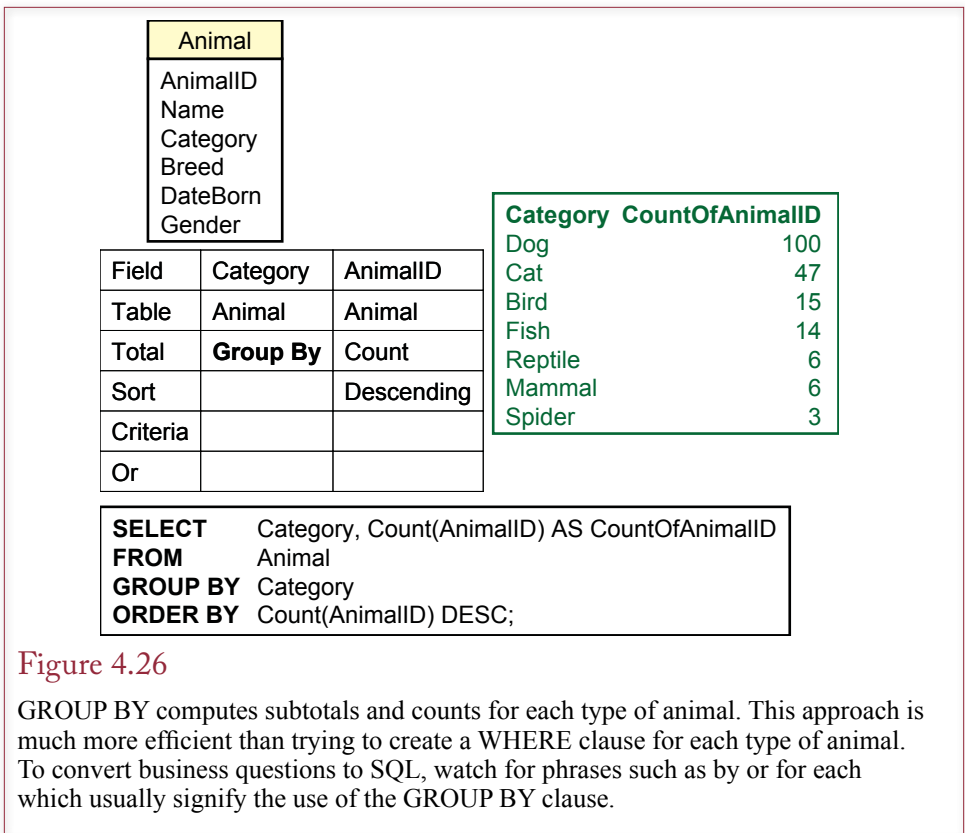 Animal
AnimalID
Name
Category
Breed
DateBorn
Gender
Category CountOfAnimalID
Dog 100
Cat 47
Bird 15
Fish 14
Reptile 6
Mammal 6
Spider 3
Field Category AnimalID
Table Animal Animal
Total Group By Count
Sort Descending
Criteria
Or
SELECT Category, Count(AnimalID) AS CountOfAnimalID
FROM Animal
GROUP BY Category
ORDER BY Count(AnimalID) DESC;
Figure 4.26
GROUP BY computes subtotals and counts for each type of animal. This approach is
much more efficient than trying to create a WHERE clause for each type of animal.
To convert business questions to SQL, watch for phrases such as by or for each
which usually signify the use of the GROUP BY clause.